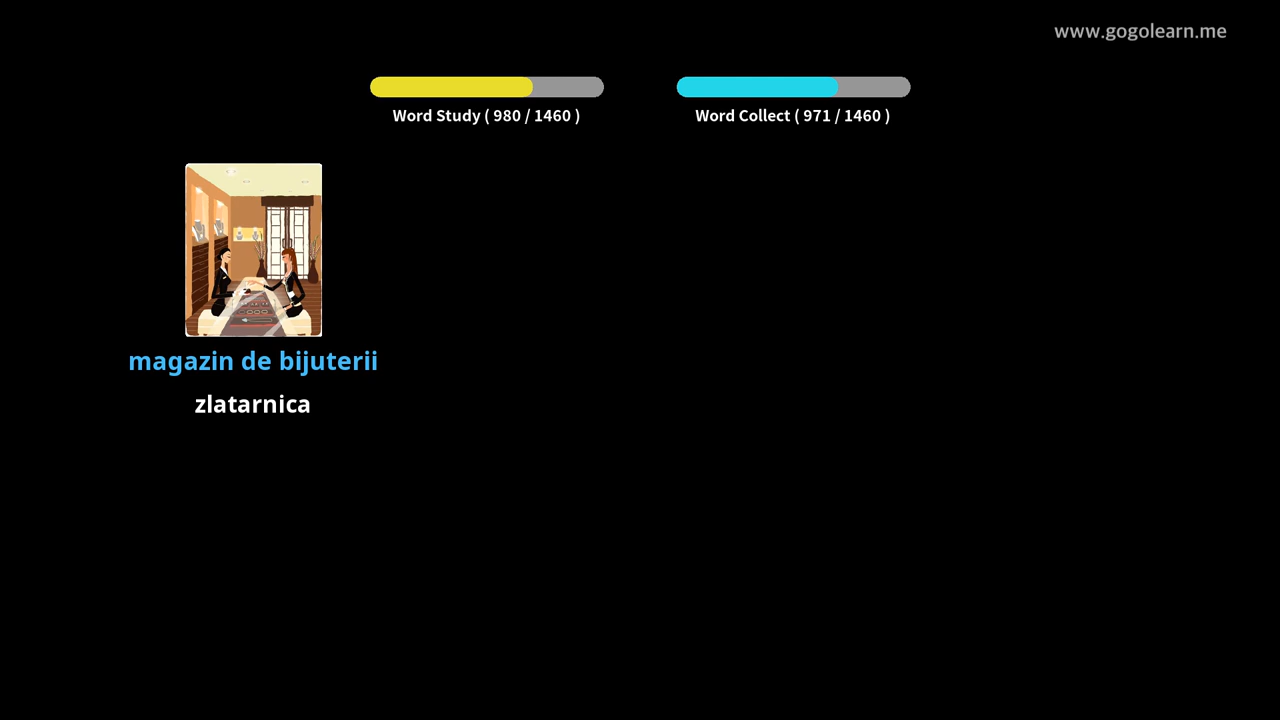 www.gogolearn.me
Word Study ( 980 / 1460 )
Word Collect ( 971 / 1460 )
magazin de bijuterii
zlatarnica